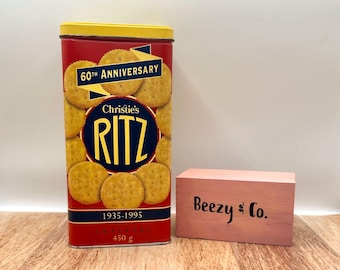 60TH ANNIVERSARY
Christie's
RITZ
1935-1995
450 g
Beezy & Co.